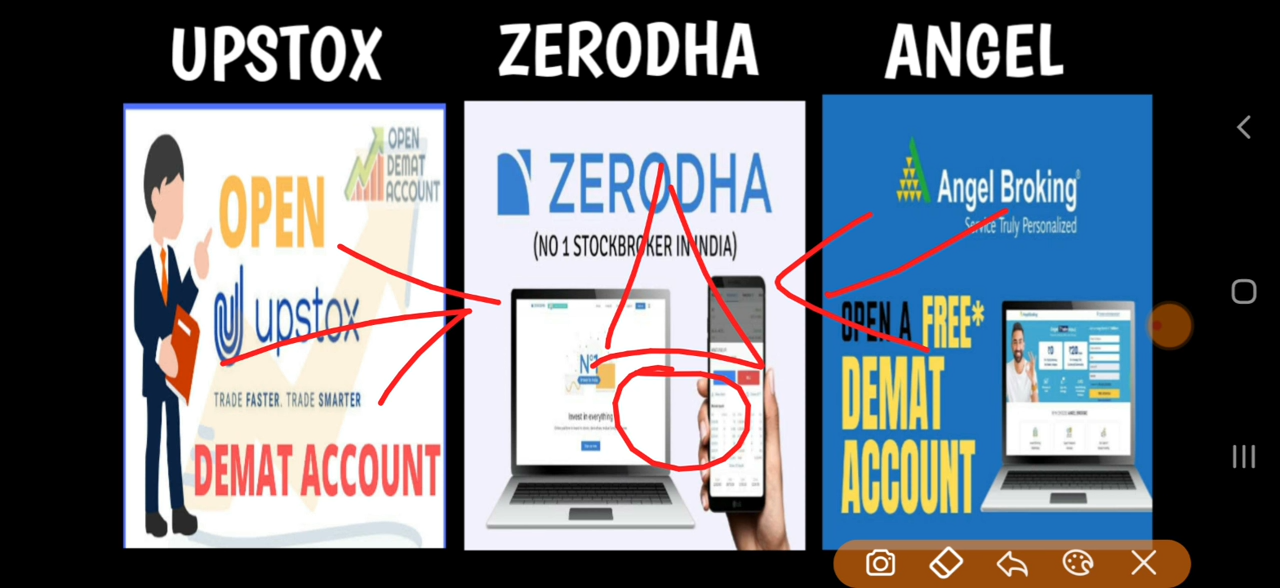 UPSTOX
ZERODHA
ANGEL
OPEN
DEMAT
ACCOUNT
OPEN
upstox
TRADE FASTER. TRADE SMARTER
DEMAT ACCOUNT
ZERODHA
(NO 1 STOCKBROKER IN INDIA)
N°1
Invest in everything
Angel Broking
Service Truly Personalized
OPEN A FREE*
DEMAT
ACCOUNT